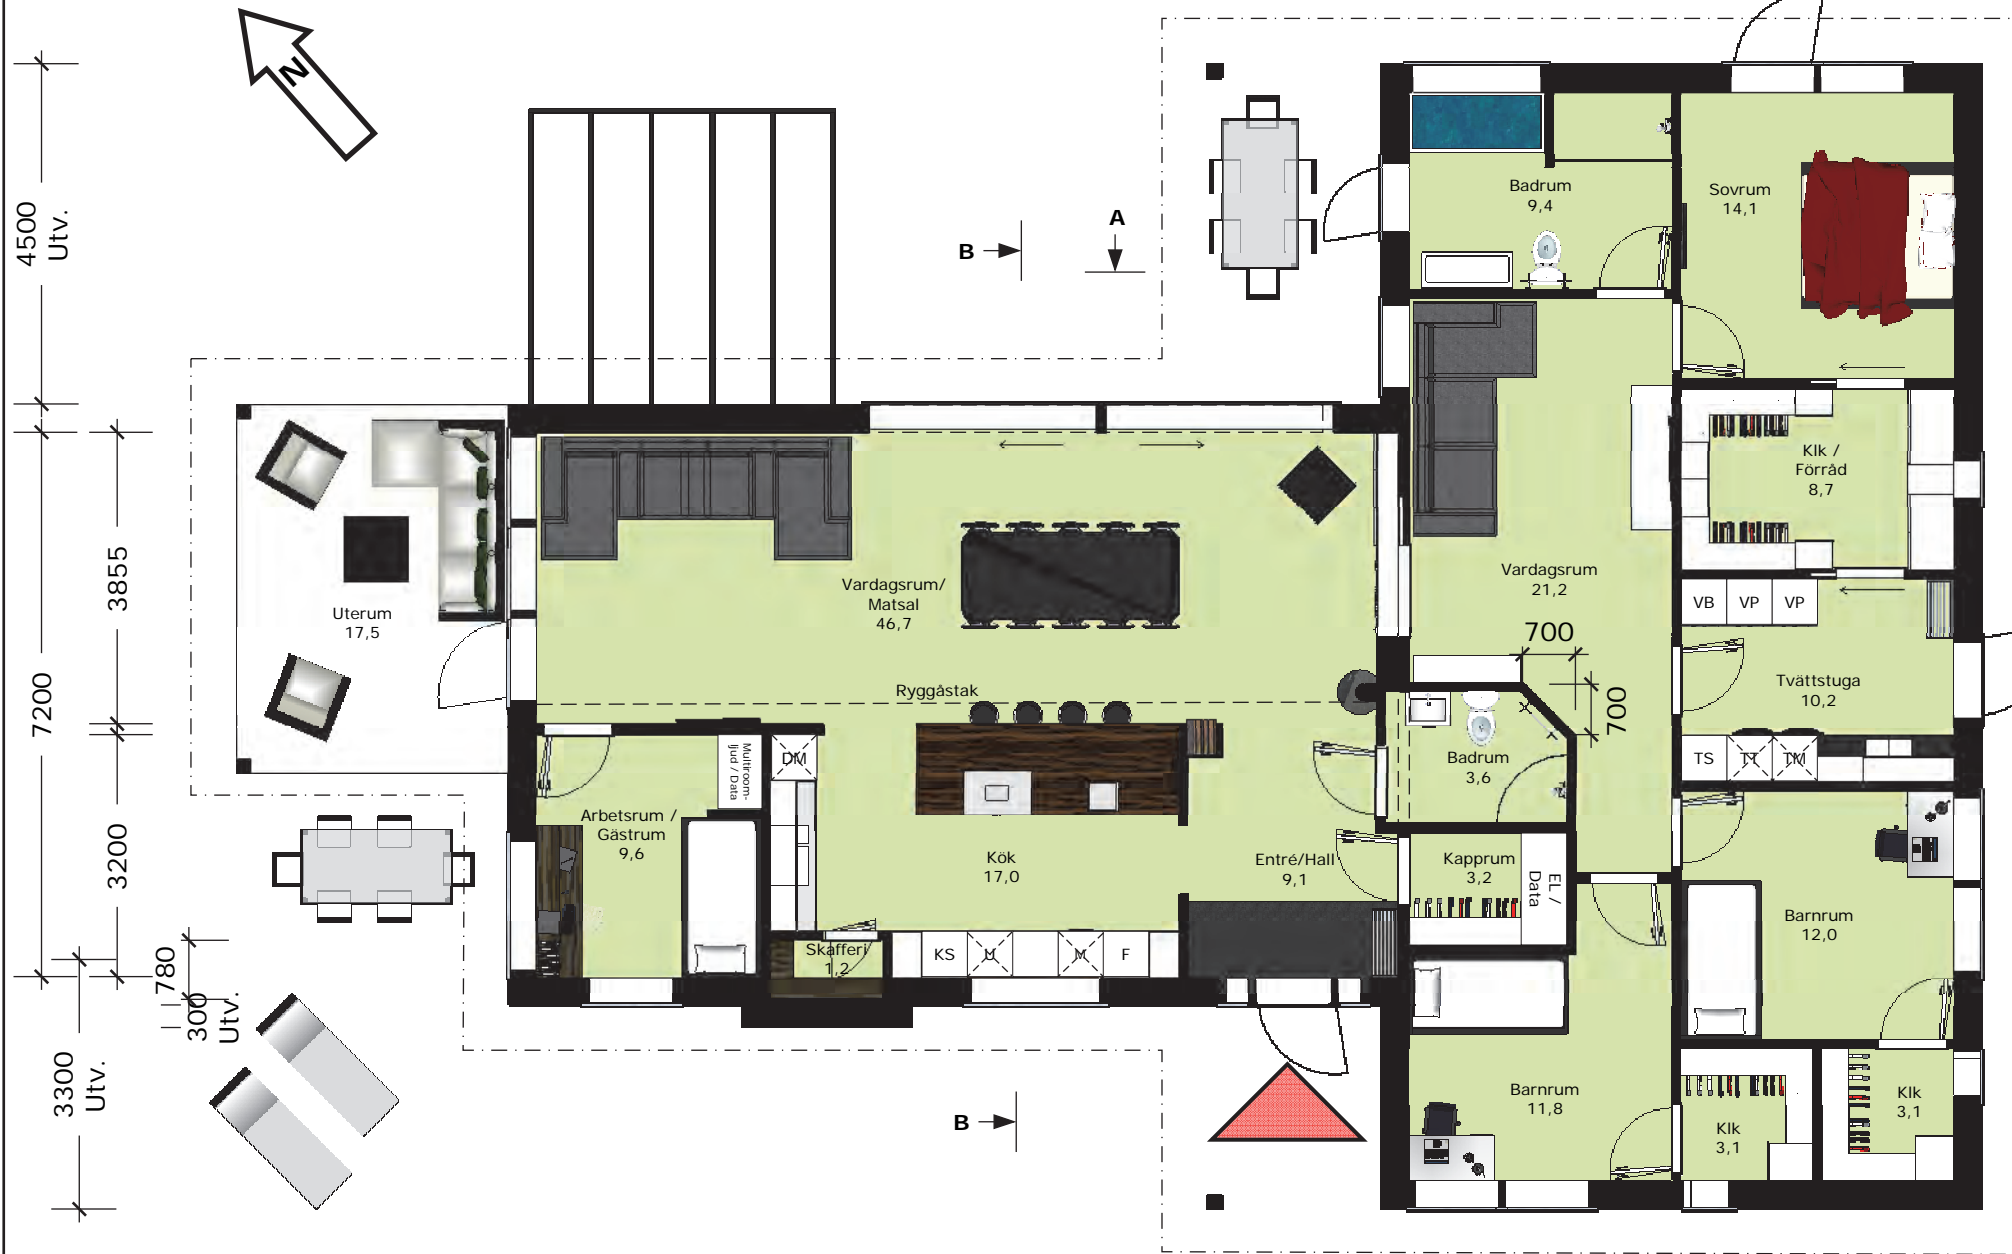 N
4500
Utv.
7200
3855
3200
780
300
Utv.
3300
Utv.
B
A
B
Uterum
17,5
Vardagsrum/
Matsal
46,7
Ryggåstak
Arbetsrum /
Gästrum
9,6
Multiroom-
ljud / Data
DM
Kök
17,0
Skafferi
1,2
KS
U
M
F
Entré/Hall
9,1
Badrum
9,4
Sovrum
14,1
Klk /
Förråd
8,7
Vardagsrum
21,2
700
700
VB
VP
VP
Tvättstuga
10,2
TS
TT
TM
Badrum
3,6
Kapprum
3,2
EL /
Data
Barnrum
12,0
Barnrum
11,8
Klk
3,1
Klk
3,1